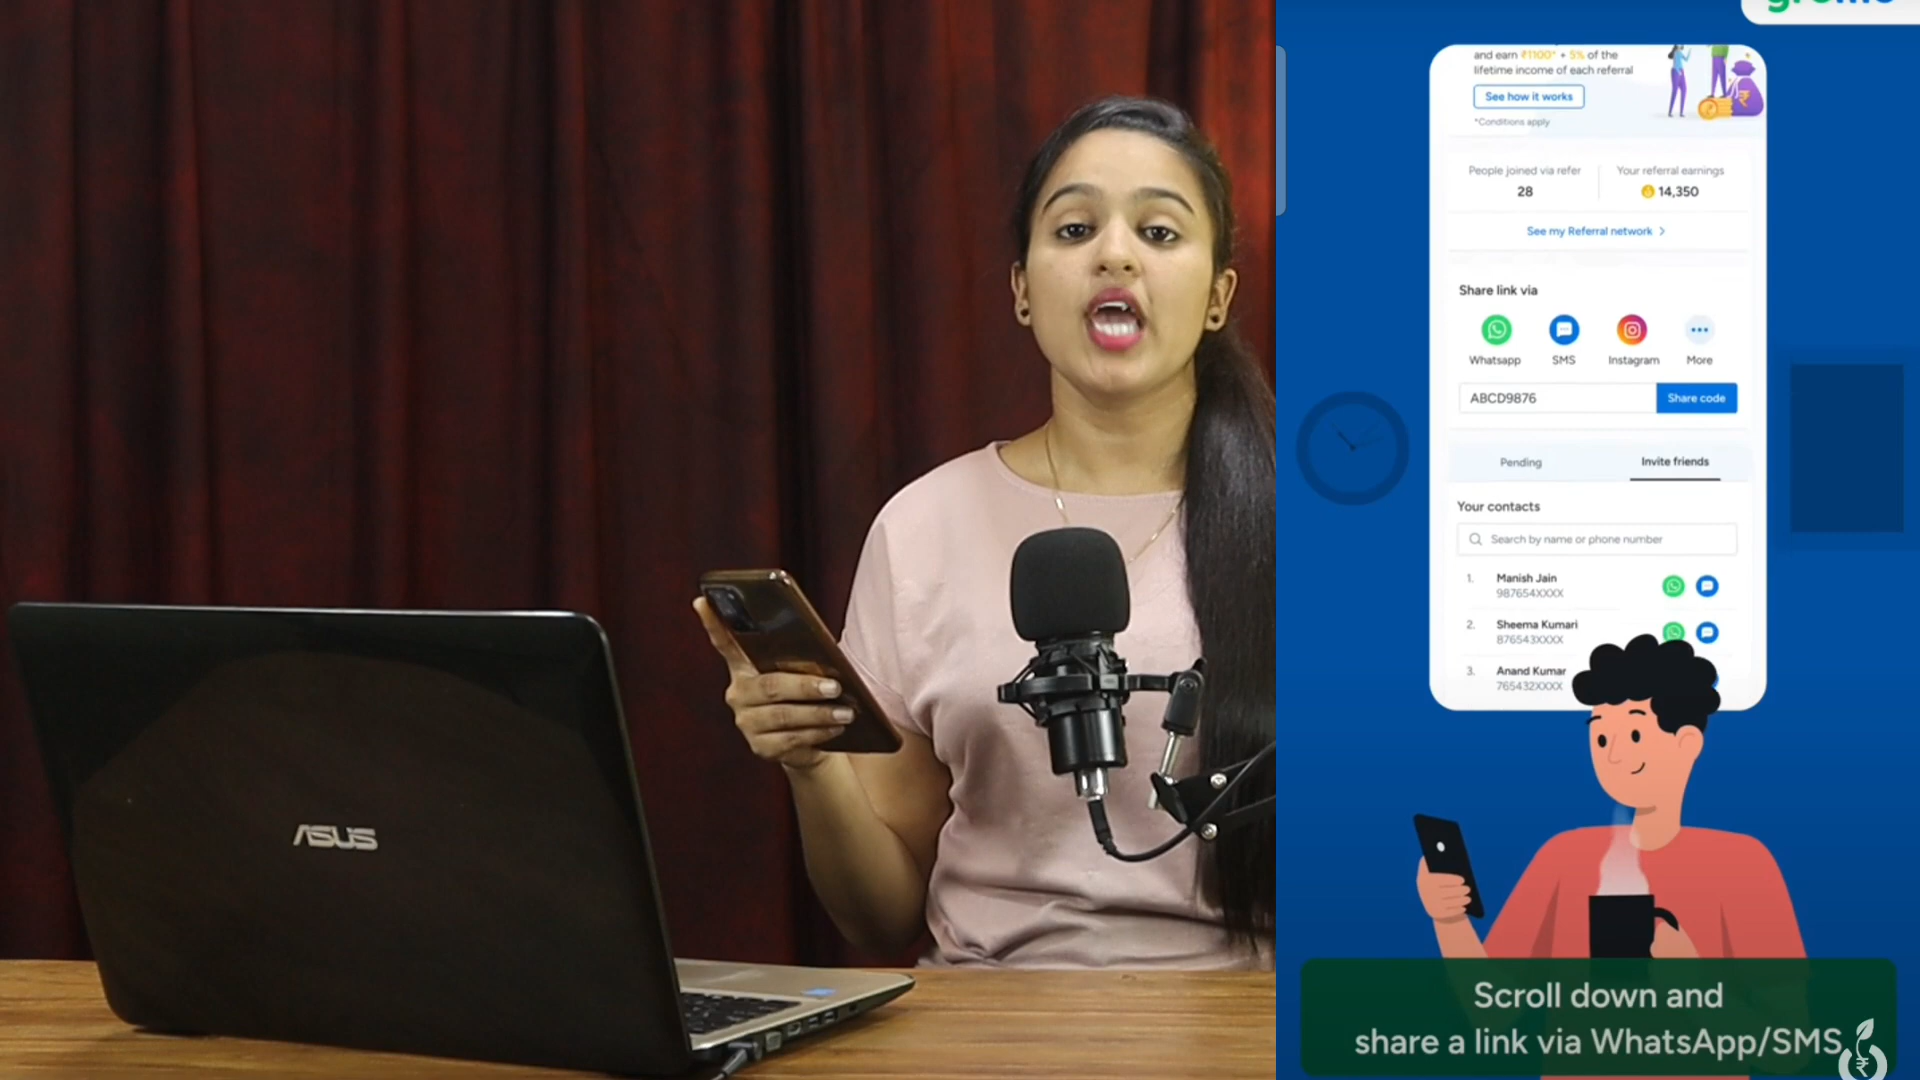 ASUS
and earn ₹1100* + 5% of the
lifetime income of each referral
See how it works
*Conditions apply
People joined via refer
28
Your referral earnings
14,350
See my Referral network >
Share link via
Whatsapp
SMS
Instagram
More
ABCD9876
Share code
Pending
Invite friends
Your contacts
Search by name or phone number
1.
Manish Jain
987654XXXX
2.
Sheema Kumari
876543XXXX
3.
Anand Kumar
765432XXXX
Scroll down and
share a link via WhatsApp/SMS